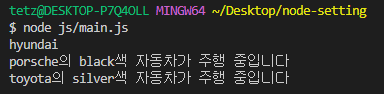 tetz@DESKTOP-P7Q4OLL MINGW64 ~/Desktop/node-setting
$ node js/main.js
hyundai
porsche의 black색 자동차가 주행 중입니다
toyota의 silver색 자동차가 주행 중입니다